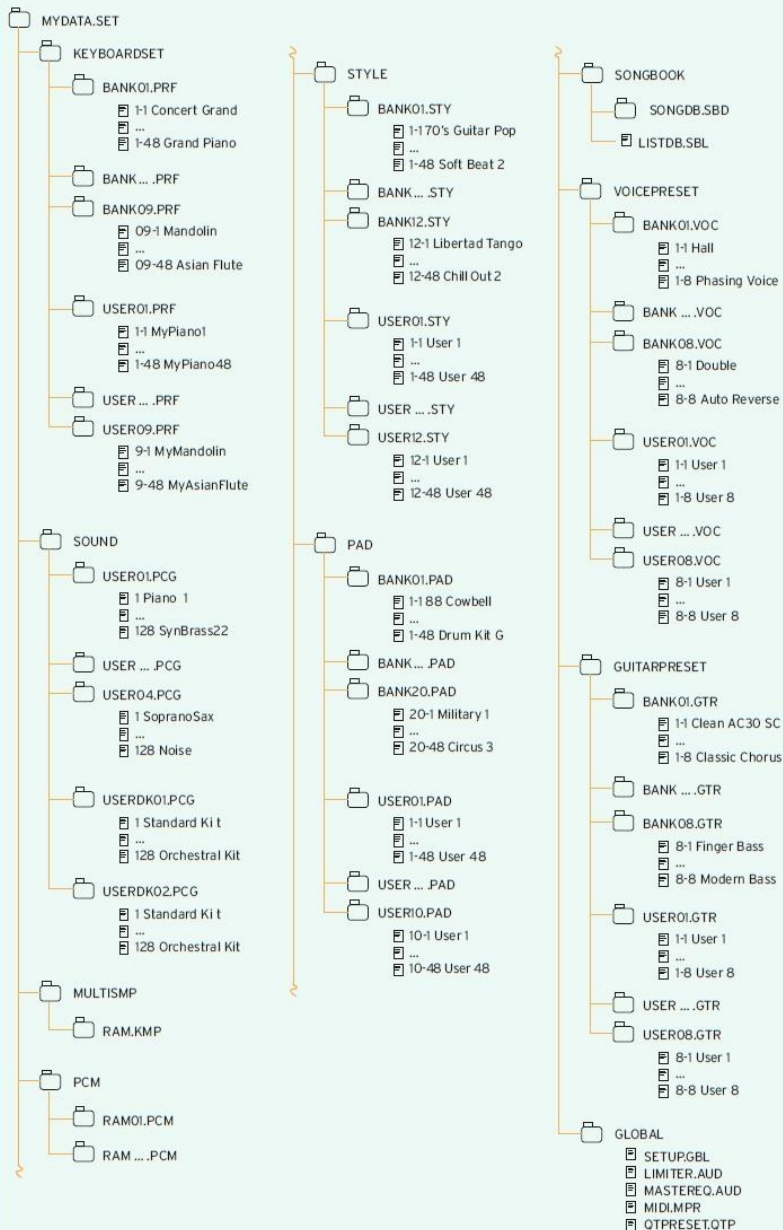 MYDATA.SET
KEYBOARDSET
BANK01.PRF
1-1 Concert Grand
...
1-48 Grand Piano
BANK... .PRF
BANK09.PRF
09-1 Mandolin
...
09-48 Asian Flute
USER01.PRF
1-1 MyPiano1
...
1-48 MyPiano48
USER ... .PRF
USER09.PRF
9-1 MyMandolin
...
9-48 MyAsianFlute
SOUND
USER01.PCG
1 Piano 1
...
128 SynBrass22
USER ... .PCG
USER04.PCG
1 SopranoSax
...
128 Noise
USERDK01.PCG
1 Standard Ki t
...
128 Orchestral Kit
USERDK02.PCG
1 Standard Ki t
...
128 Orchestral Kit
MULTISMP
RAM.KMP
PCM
RAM01.PCM
RAM ... .PCM
STYLE
BANK01.STY
1-1 70's Guitar Pop
...
1-48 Soft Beat 2
BANK... .STY
BANK12.STY
12-1 Libertad Tango
...
12-48 Chill Out 2
USER01.STY
1-1 User 1
...
1-48 User 48
USER ... .STY
USER12.STY
12-1 User 1
...
12-48 User 48
PAD
BANK01.PAD
1-1 88 Cowbell
...
1-48 Drum Kit G
BANK... .PAD
BANK20.PAD
20-1 Military 1
...
20-48 Circus 3
USER01.PAD
1-1 User 1
...
1-48 User 48
USER ... .PAD
USER10.PAD
10-1 User 1
...
10-48 User 48
SONGBOOK
SONGDB.SBD
LISTDB.SBL
VOICEPRESET
BANK01.VOC
1-1 Hall
...
1-8 Phasing Voice
BANK ... .VOC
BANK08.VOC
8-1 Double
...
8-8 Auto Reverse
USER01.VOC
1-1 User 1
...
1-8 User 8
USER ... .VOC
USER08.VOC
8-1 User 1
...
8-8 User 8
GUITARPRESET
BANK01.GTR
1-1 Clean AC30 SC
...
1-8 Classic Chorus
BANK ... .GTR
BANK08.GTR
8-1 Finger Bass
...
8-8 Modern Bass
USER01.GTR
1-1 User 1
...
1-8 User 8
USER ... .GTR
USER08.GTR
8-1 User 1
...
8-8 User 8
GLOBAL
SETUP.GBL
LIMITER.AUD
MASTEREQ.AUD
MIDI.MPR
QTPRESET.QTP